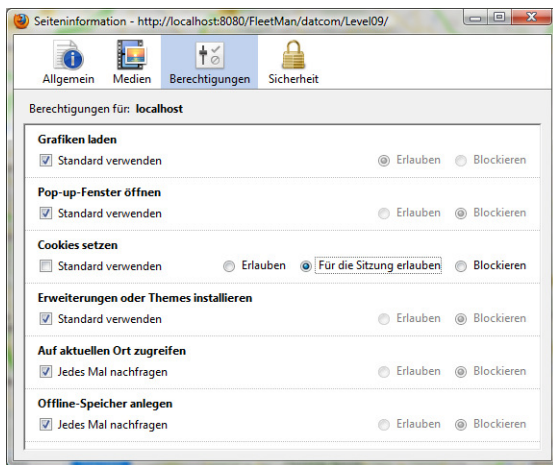 Seiteninformation - http://localhost:8080/FleetMan/datcom/Level09/
Allgemein Medien Berechtigungen Sicherheit
Berechtigungen für: localhost
Grafiken laden
Standard verwenden Erlauben Blockieren
Pop-up-Fenster öffnen
Standard verwenden Erlauben Blockieren
Cookies setzen
Standard verwenden Erlauben Für die Sitzung erlauben Blockieren
Erweiterungen oder Themes installieren
Standard verwenden Erlauben Blockieren
Auf aktuellen Ort zugreifen
Jedes Mal nachfragen Erlauben Blockieren
Offline-Speicher anlegen
Jedes Mal nachfragen Erlauben Blockieren